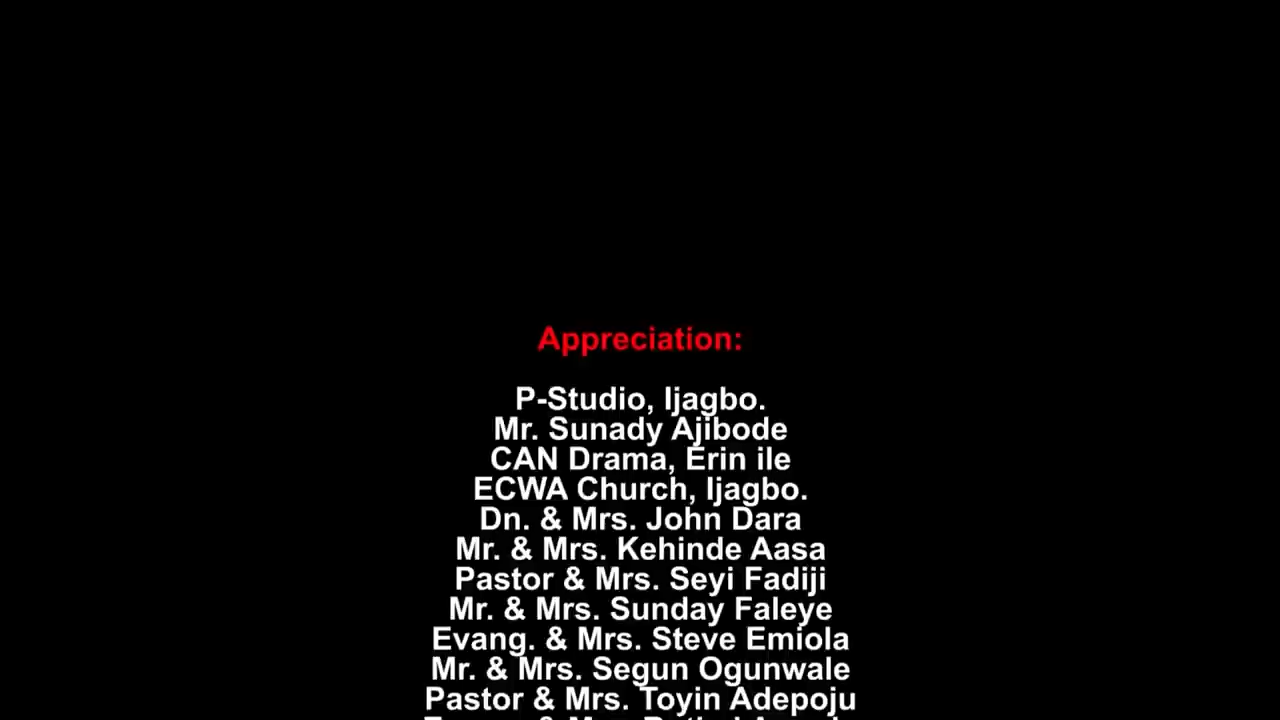 Appreciation:
P-Studio, Ijagbo.
Mr. Sunady Ajibode
CAN Drama, Erin ile
ECWA Church, Ijagbo.
Dn. & Mrs. John Dara
Mr. & Mrs. Kehinde Aasa
Pastor & Mrs. Seyi Fadiji
Mr. & Mrs. Sunday Faleye
Evang. & Mrs. Steve Emiola
Mr. & Mrs. Segun Ogunwale
Pastor & Mrs. Toyin Adepoju